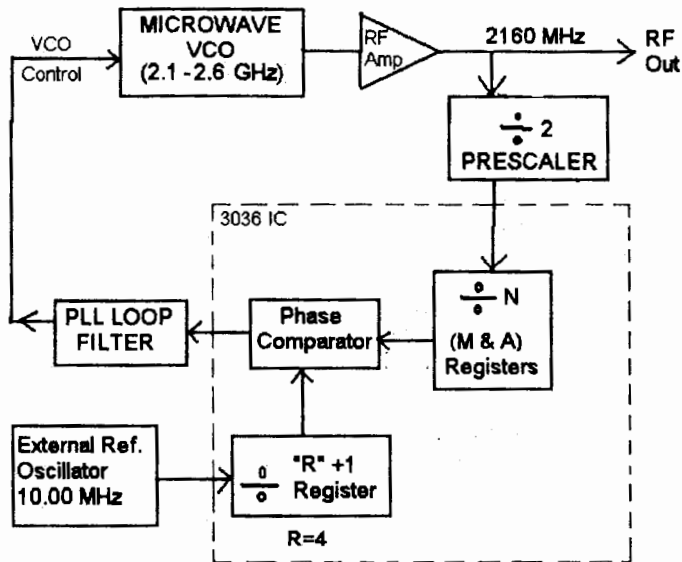 VCO
Control
MICROWAVE
VCO
(2.1 - 2.6 GHz)
RF
Amp
2160 MHz
RF
Out
÷ 2
PRESCALER
3036 IC
÷ N
(M & A)
Registers
Phase
Comparator
PLL LOOP
FILTER
External Ref.
Oscillator
10.00 MHz
÷ "R" +1
Register
R=4